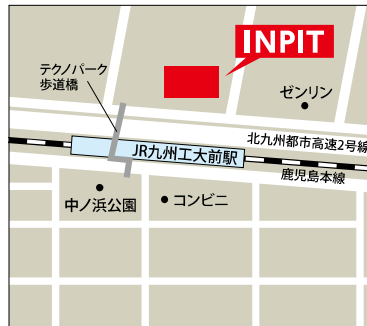 INPIT
テクノパーク
歩道橋
ゼンリン
北九州都市高速2号線
JR九州工大前駅
鹿児島本線
中ノ浜公園
コンビニ